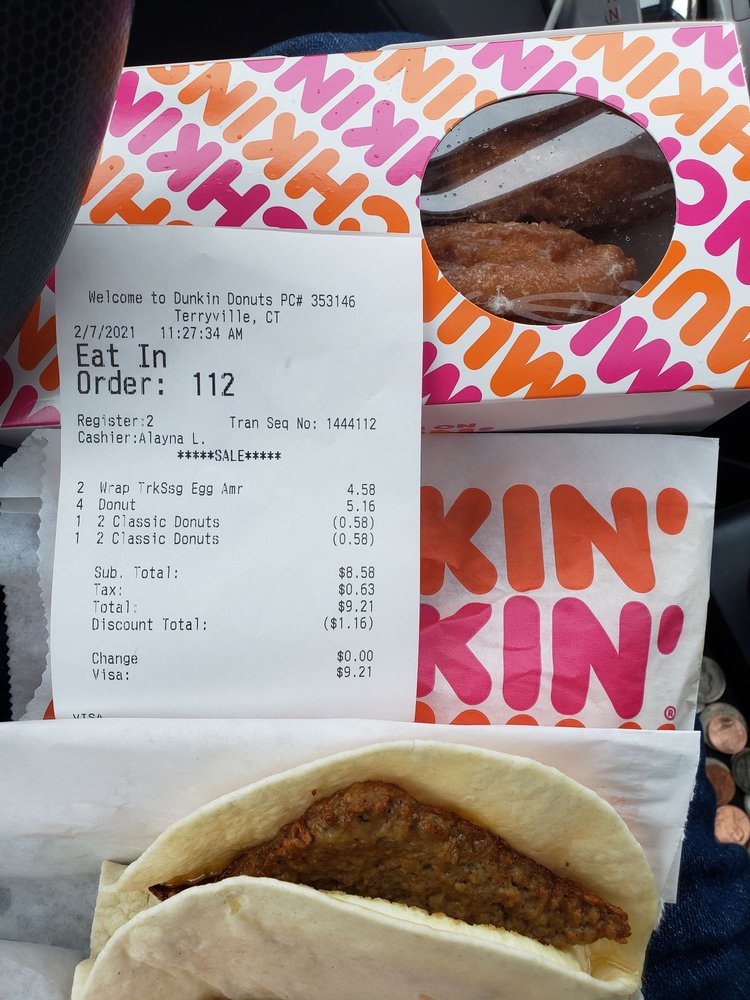 Welcome to Dunkin Donuts PC# 353146
Terryville, CT
2/7/2021 11:27:34 AM
Eat In
Order: 112
Register:2 Tran Seq No: 1444112
Cashier:Alayna L.
*****SALE*****
2 Wrap TrkSsg Egg Amr 4.58
4 Donut 5.16
1 2 Classic Donuts (0.58)
1 2 Classic Donuts (0.58)
Sub. Total: $8.58
Tax: $0.63
Total: $9.21
Discount Total: ($1.16)
Change $0.00
Visa: $9.21
VISA
KIN'
KIN'®